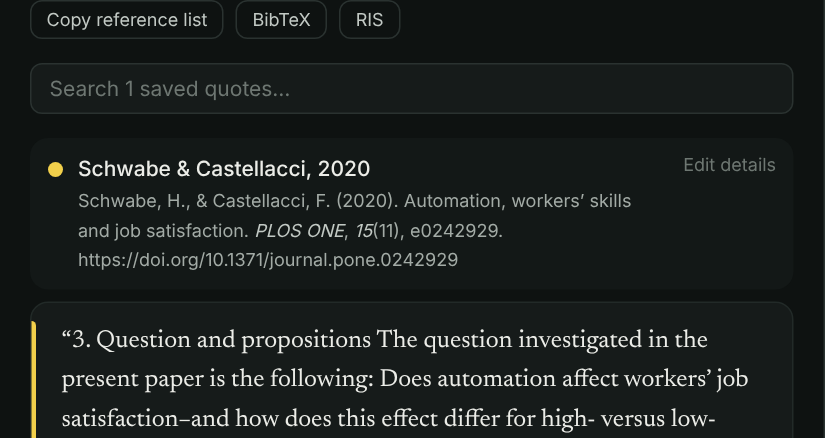 Copy reference list BibTeX RIS
Search 1 saved quotes...
Schwabe & Castellacci, 2020 Edit details
Schwabe, H., & Castellacci, F. (2020). Automation, workers’ skills
and job satisfaction. PLOS ONE, 15(11), e0242929.
https://doi.org/10.1371/journal.pone.0242929
“3. Question and propositions The question investigated in the
present paper is the following: Does automation affect workers’ job
satisfaction–and how does this effect differ for high- versus low-